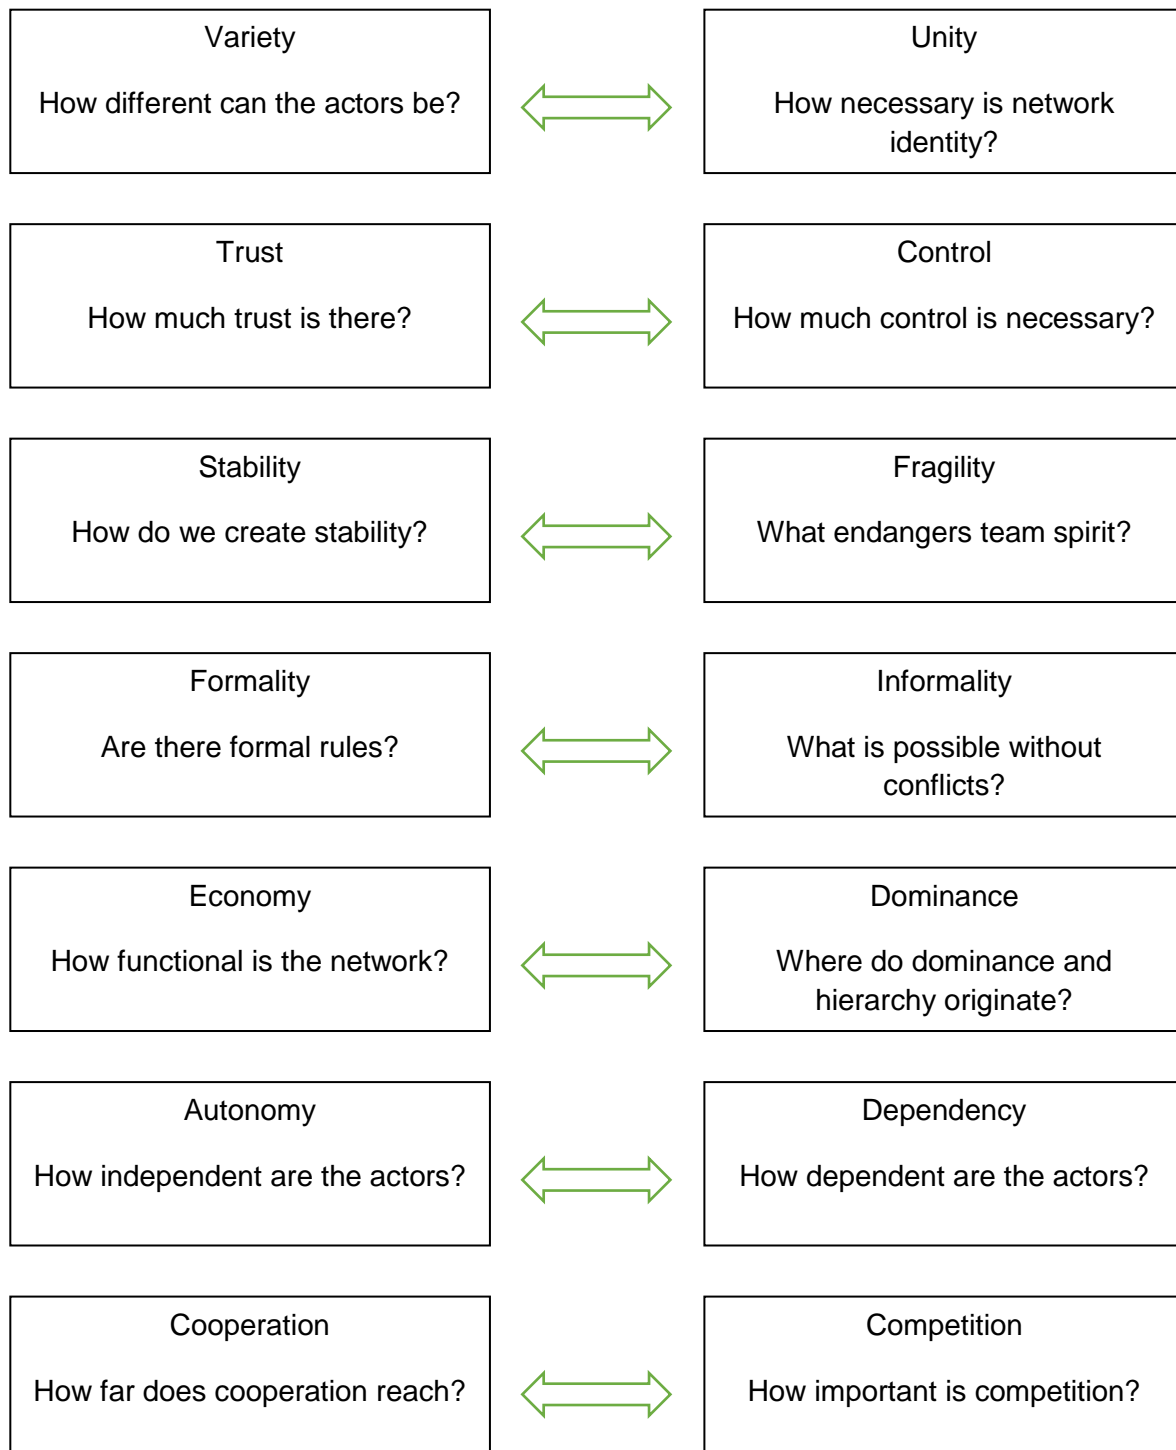 Variety
How different can the actors be?
Unity
How necessary is network
identity?
Trust
How much trust is there?
Control
How much control is necessary?
Stability
How do we create stability?
Fragility
What endangers team spirit?
Formality
Are there formal rules?
Informality
What is possible without
conflicts?
Economy
How functional is the network?
Dominance
Where do dominance and
hierarchy originate?
Autonomy
How independent are the actors?
Dependency
How dependent are the actors?
Cooperation
How far does cooperation reach?
Competition
How important is competition?